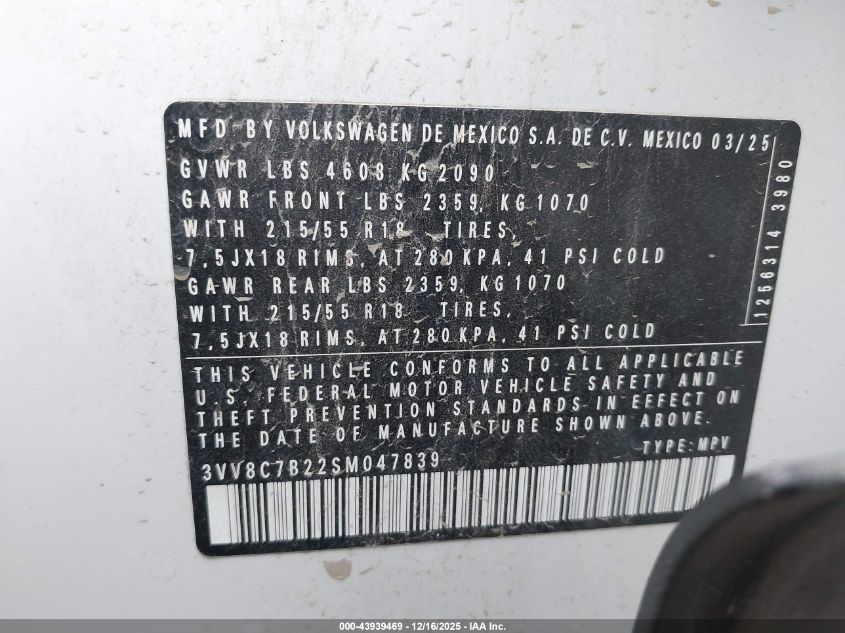 MFD BY VOLKSWAGEN DE MEXICO S.A. DE C.V. MEXICO 03/25
GVWR LBS 4608 KG 2090
GAWR FRONT LBS 2359, KG 1070
WITH 215/55 R18 TIRES,
7,5JX18 RIMS, AT 280 KPA, 41 PSI COLD
GAWR REAR LBS 2359, KG 1070
WITH 215/55 R18 TIRES,
7,5JX18 RIMS, AT 280 KPA, 41 PSI COLD
1256314 3980
THIS VEHICLE CONFORMS TO ALL APPLICABLE
U.S. FEDERAL MOTOR VEHICLE SAFETY AND
THEFT PREVENTION STANDARDS IN EFFECT ON
THE DATE OF MANUFACTURE SHOWN ABOVE.
TYPE: MPV
3VV8C7B22SM047839
000-43939469 - 12/16/2025 - IAA Inc.